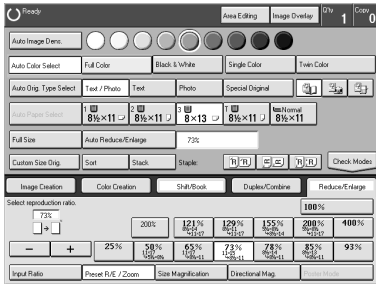 Ready
Area Editing
Image Overlay
Q'ty
1
Copy
0
Auto Image Dens.
Auto Color Select
Full Color
Black & White
Single Color
Twin Color
Auto Orig. Type Select
Text / Photo
Text
Photo
Special Original
Auto Paper Select
1
8½×11
2
8½×11
3
8×13
T
8½×11
Normal
8½×11
Full Size
Auto Reduce/Enlarge
73%
Custom Size Orig.
Sort
Stack
Staple:
Check Modes
Image Creation
Color Creation
Shift/Book
Duplex/Combine
Reduce/Enlarge
Select reproduction ratio.
73%
100%
200%
121%
129%
155%
200%
400%
−
+
25%
50%
65%
73%
78%
85%
93%
Input Ratio
Preset R/E / Zoom
Size Magnification
Directional Mag.
Poster Mode